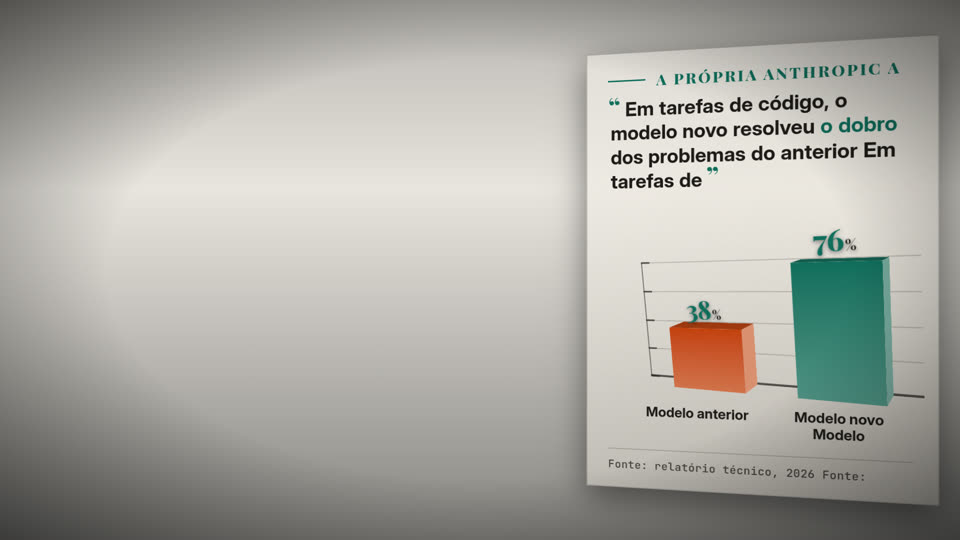 A PRÓPRIA ANTHROPIC A
“ Em tarefas de código, o
modelo novo resolveu o dobro
dos problemas do anterior Em
tarefas de ”
76%
38%
Modelo anterior
Modelo novo
Modelo
Fonte: relatório técnico, 2026 Fonte: